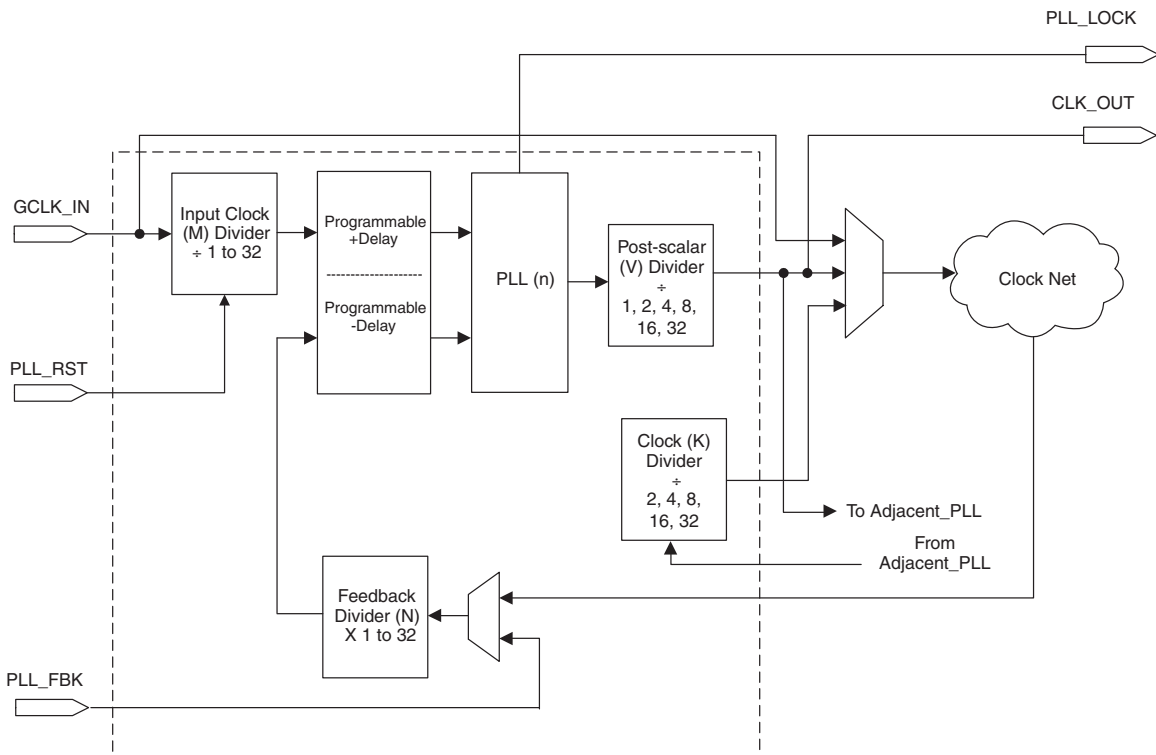 PLL_LOCK
CLK_OUT
GCLK_IN
Input Clock
(M) Divider
÷ 1 to 32
Programmable
+Delay
Programmable
-Delay
PLL (n)
Post-scalar
(V) Divider
÷
1, 2, 4, 8,
16, 32
Clock Net
PLL_RST
Clock (K)
Divider
÷
2, 4, 8,
16, 32
To Adjacent_PLL
From
Adjacent_PLL
Feedback
Divider (N)
X 1 to 32
PLL_FBK